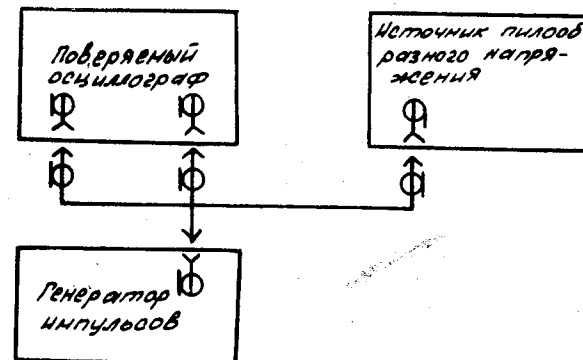 Поверяемый
осциллограф
Источник пилооб
разного напря-
жения
Генератор
импульсов